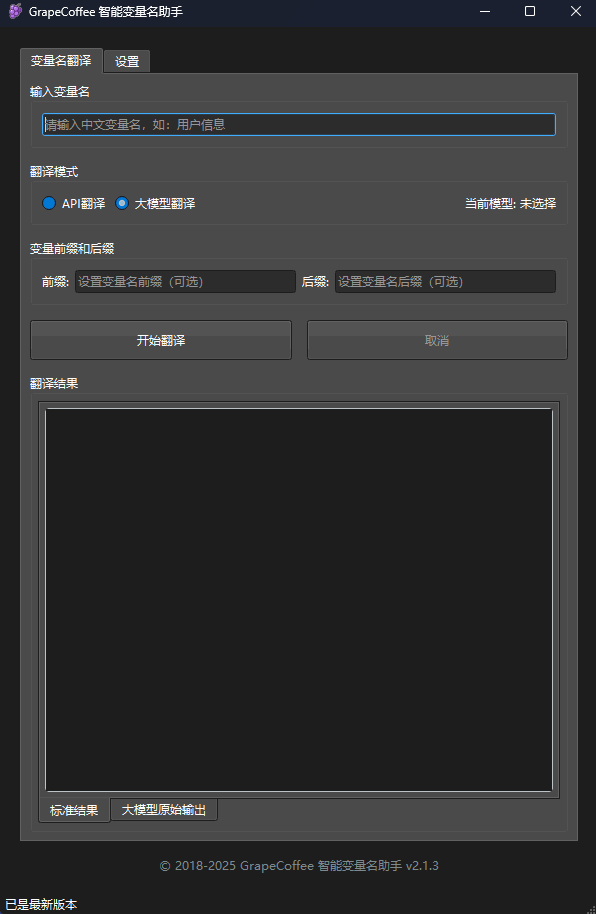 GrapeCoffee 智能变量名助手
变量名翻译 设置
输入变量名
请输入中文变量名，如：用户信息
翻译模式
API翻译 大模型翻译 当前模型: 未选择
变量前缀和后缀
前缀: 设置变量名前缀（可选） 后缀: 设置变量名后缀（可选）
开始翻译 取消
翻译结果
标准结果 大模型原始输出
© 2018-2025 GrapeCoffee 智能变量名助手 v2.1.3
已是最新版本